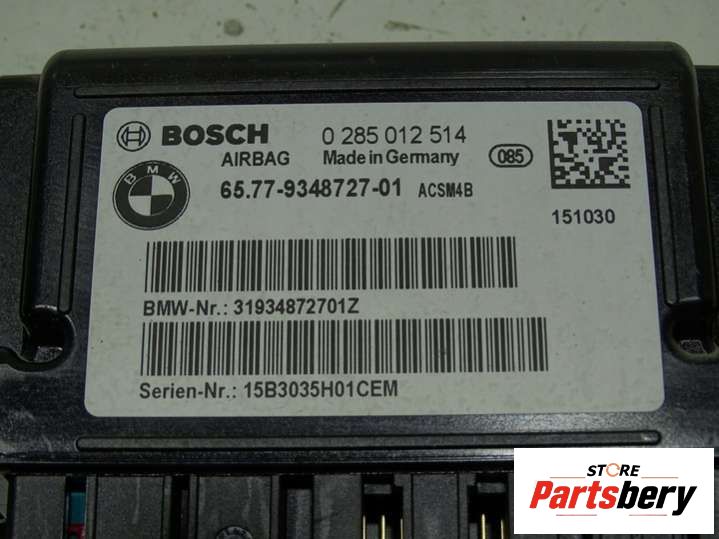 BOSCH 0 285 012 514
AIRBAG Made in Germany 085
BMW
65.77-9348727-01 ACSM4B
151030
BMW-Nr.: 31934872701Z
Serien-Nr.: 15B3035H01CEM
STORE
Partsbery